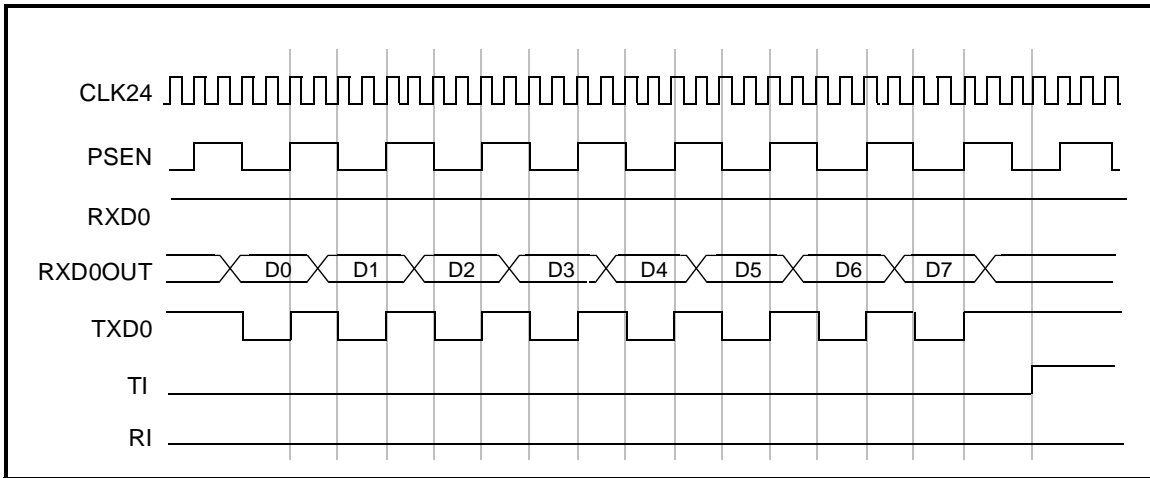 CLK24
PSEN
RXD0
RXD0OUT D0 D1 D2 D3 D4 D5 D6 D7
TXD0
TI
RI